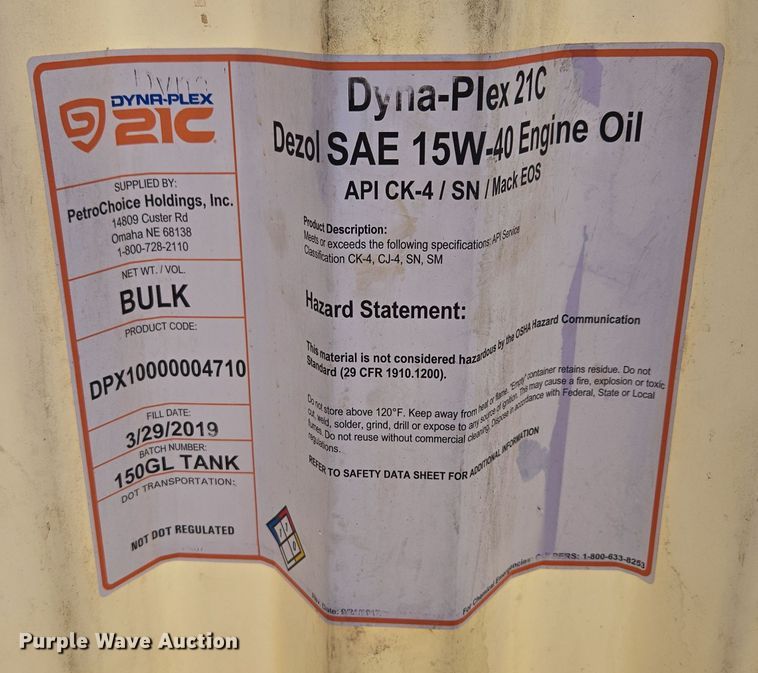 DYNA-PLEX
21C
SUPPLIED BY:
PetroChoice Holdings, Inc.
14809 Custer Rd
Omaha NE 68138
1-800-728-2110
NET WT. / VOL.
BULK
PRODUCT CODE:
DPX10000004710
FILL DATE:
3/29/2019
BATCH NUMBER:
150GL TANK
DOT TRANSPORTATION:
NOT DOT REGULATED
Dyna-Plex 21C
Dezol SAE 15W-40 Engine Oil
API CK-4 / SN / Mack EOS
Product Description:
Meets or exceeds the following specifications: API Service
Classification CK-4, CJ-4, SN, SM
Hazard Statement:
This material is not considered hazardous by the OSHA Hazard Communication
Standard (29 CFR 1910.1200).
Do not store above 120°F. Keep away from heat or flame. "Empty" container retains residue. Do not
cut, weld, solder, grind, drill or expose to any source of ignition. This may cause a fire, explosion or toxic
fumes. Do not reuse without commercial cleaning. Dispose in accordance with Federal, State or Local
regulations.
REFER TO SAFETY DATA SHEET FOR ADDITIONAL INFORMATION
For Chemical Emergencies: 1-800-633-8253
Date:
Purple Wave Auction